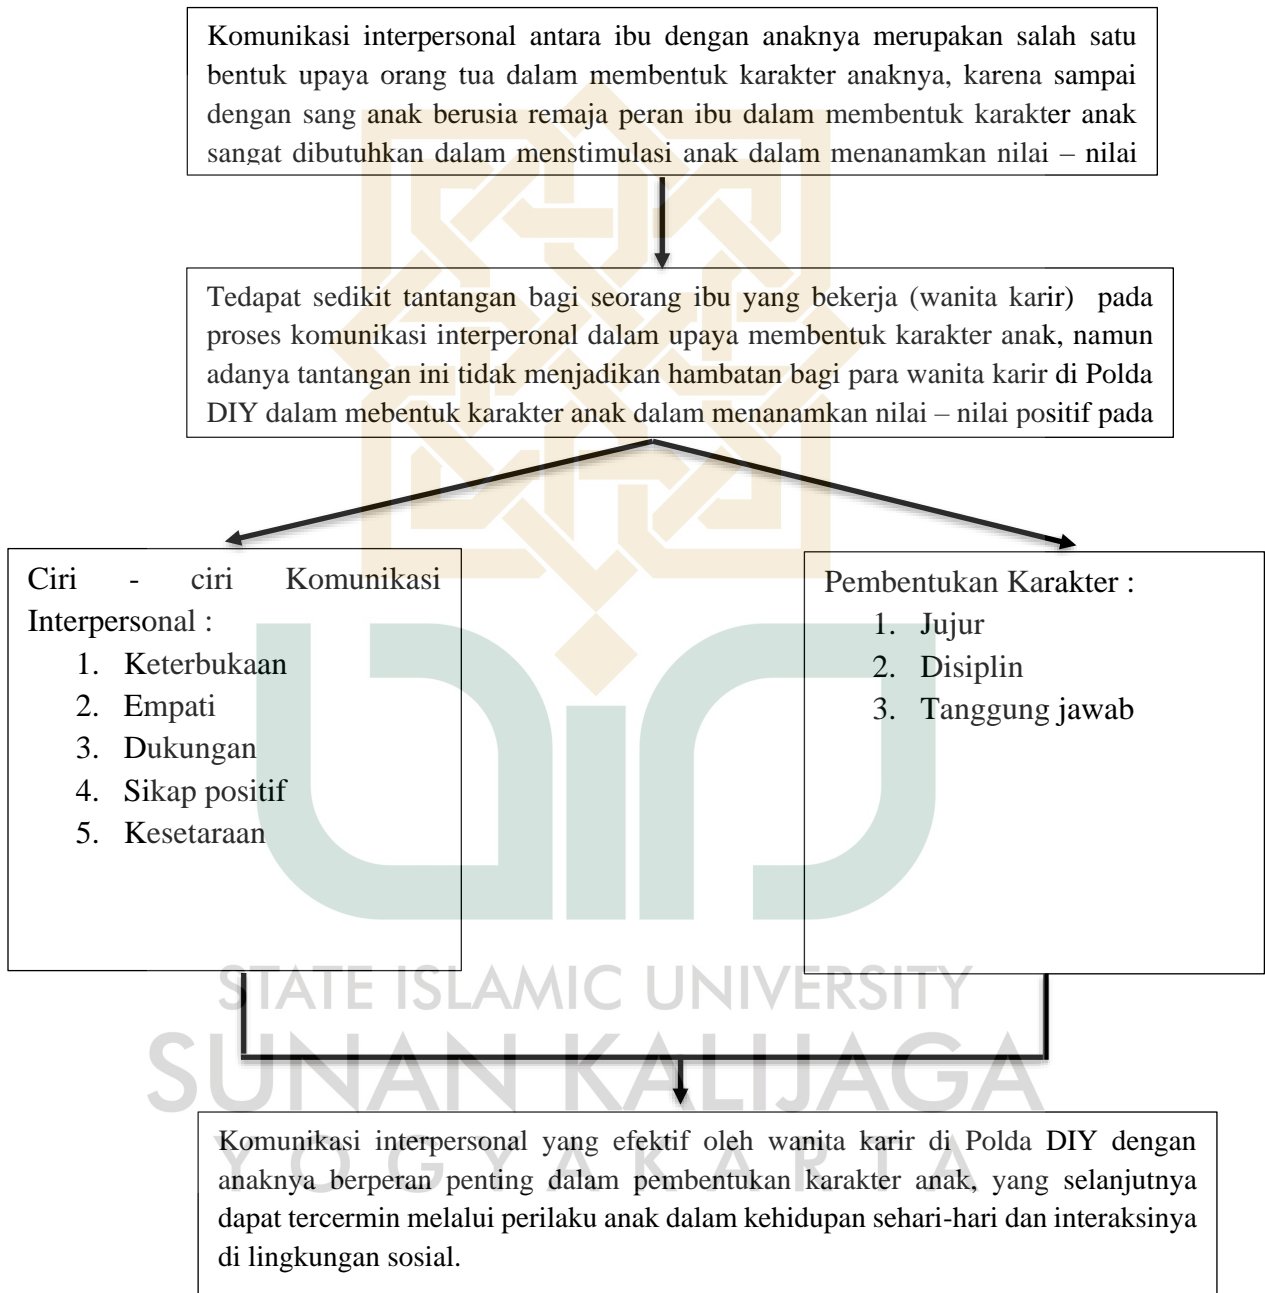 Komunikasi interpersonal antara ibu dengan anaknya merupakan salah satu
bentuk upaya orang tua dalam membentuk karakter anaknya, karena sampai
dengan sang anak berusia remaja peran ibu dalam membentuk karakter anak
sangat dibutuhkan dalam menstimulasi anak dalam menanamkan nilai – nilai
Tedapat sedikit tantangan bagi seorang ibu yang bekerja (wanita karir) pada
proses komunikasi interperonal dalam upaya membentuk karakter anak, namun
adanya tantangan ini tidak menjadikan hambatan bagi para wanita karir di Polda
DIY dalam mebentuk karakter anak dalam menanamkan nilai – nilai positif pada
Ciri - ciri Komunikasi
Interpersonal :
1. Keterbukaan
2. Empati
3. Dukungan
4. Sikap positif
5. Kesetaraan
Pembentukan Karakter :
1. Jujur
2. Disiplin
3. Tanggung jawab
STATE ISLAMIC UNIVERSITY
SUNAN KALIJAGA
YOGYAKARTA
Komunikasi interpersonal yang efektif oleh wanita karir di Polda DIY dengan
anaknya berperan penting dalam pembentukan karakter anak, yang selanjutnya
dapat tercermin melalui perilaku anak dalam kehidupan sehari-hari dan interaksinya
di lingkungan sosial.